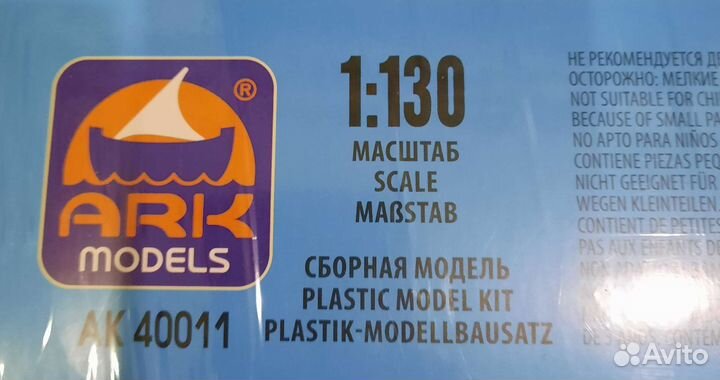 ®
ARK
MODELS
AK 40011
1:130
МАСШТАБ
SCALE
MAßSTAB
СБОРНАЯ МОДЕЛЬ
PLASTIC MODEL KIT
PLASTIK-MODELLBAUSATZ
НЕ РЕКОМЕНДУЕТСЯ
ОСТОРОЖНО: МЕЛКИЕ
NOT SUITABLE FOR
BECAUSE OF SMALL
NO APTO PARA NIÑOS
CONTIENE PIEZAS
NICHT GEEIGNET FÜR
WEGEN KLEINTEILEN
CONTIENT DE PETITES
PAS AUX ENFANTS
NON
Avito